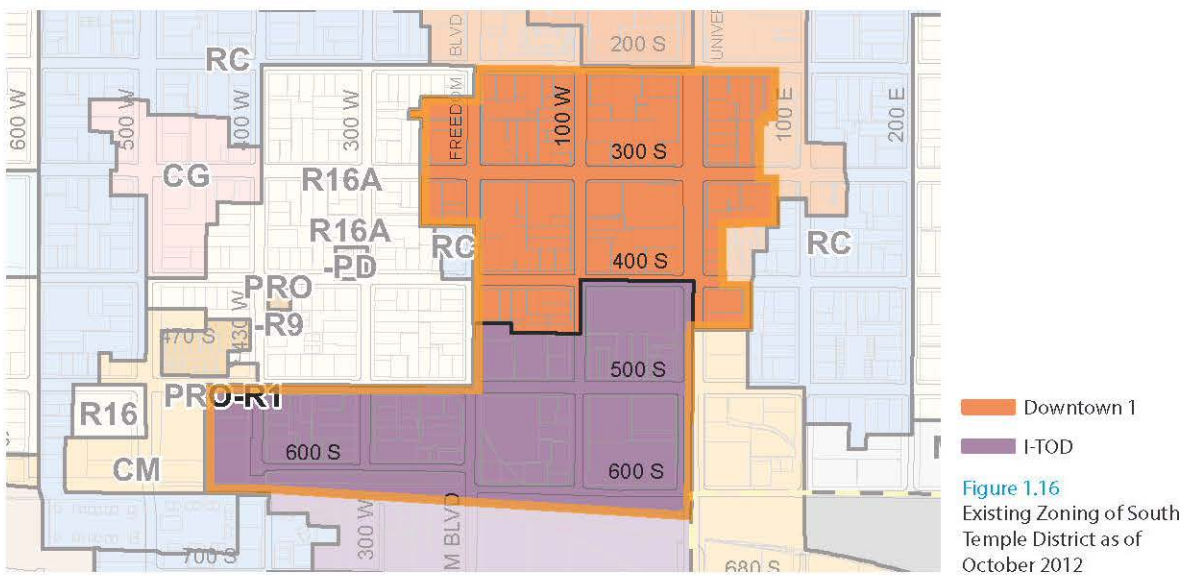 BLVD
200 S
UNIVER
RC
600 W
500 W
400 W
300 W
FREEDOM
100 W
100 E
200 E
300 S
CG
R16A
R16A
-PD
RC
RC
400 S
PRO
-R9
430 W
470 S
500 S
PRO-R1
R16
600 S
600 S
CM
300 W
M BLVD
700 S
680 S
Downtown 1
I-TOD
Figure 1.16
Existing Zoning of South
Temple District as of
October 2012